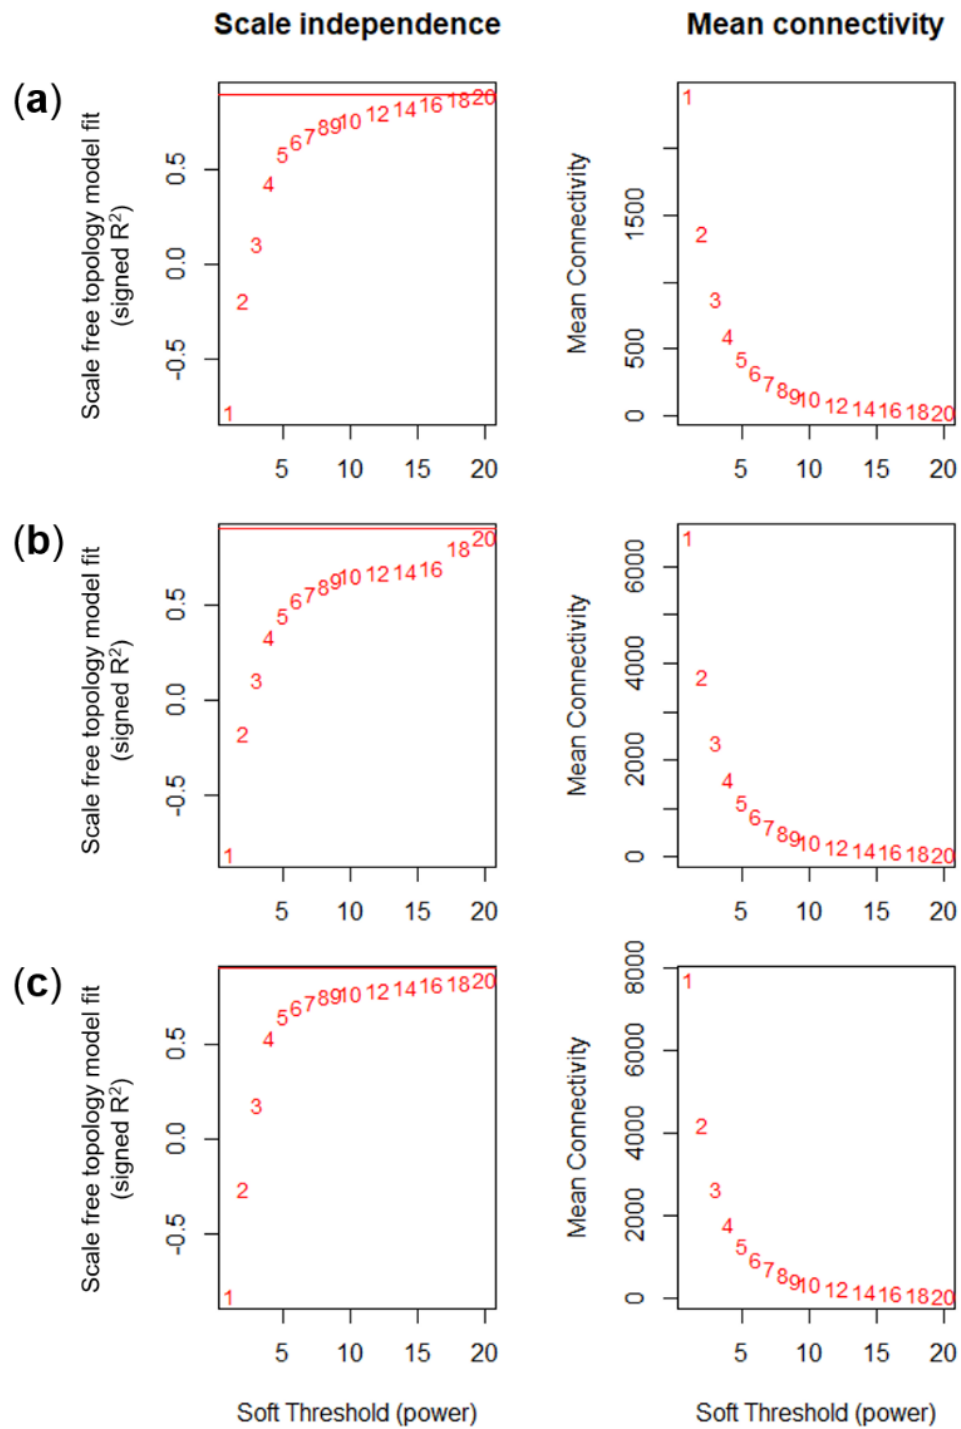 Scale independence
Mean connectivity
(a)
Scale free topology model fit
(signed R²)
0.5
0.0
-0.5
1 2 3 4 5 6 7 8 9 10 12 14 16 18 20
5 10 15 20
Mean Connectivity
1500
500
0
1 2 3 4 5 6 7 8 9 10 12 14 16 18 20
5 10 15 20
(b)
Scale free topology model fit
(signed R²)
0.5
0.0
-0.5
1 2 3 4 5 6 7 8 9 10 12 14 16 18 20
5 10 15 20
Mean Connectivity
6000
4000
2000
0
1 2 3 4 5 6 7 8 9 10 12 14 16 18 20
5 10 15 20
(c)
Scale free topology model fit
(signed R²)
0.5
0.0
-0.5
1 2 3 4 5 6 7 8 9 10 12 14 16 18 20
5 10 15 20
Soft Threshold (power)
Mean Connectivity
8000
6000
4000
2000
0
1 2 3 4 5 6 7 8 9 10 12 14 16 18 20
5 10 15 20
Soft Threshold (power)